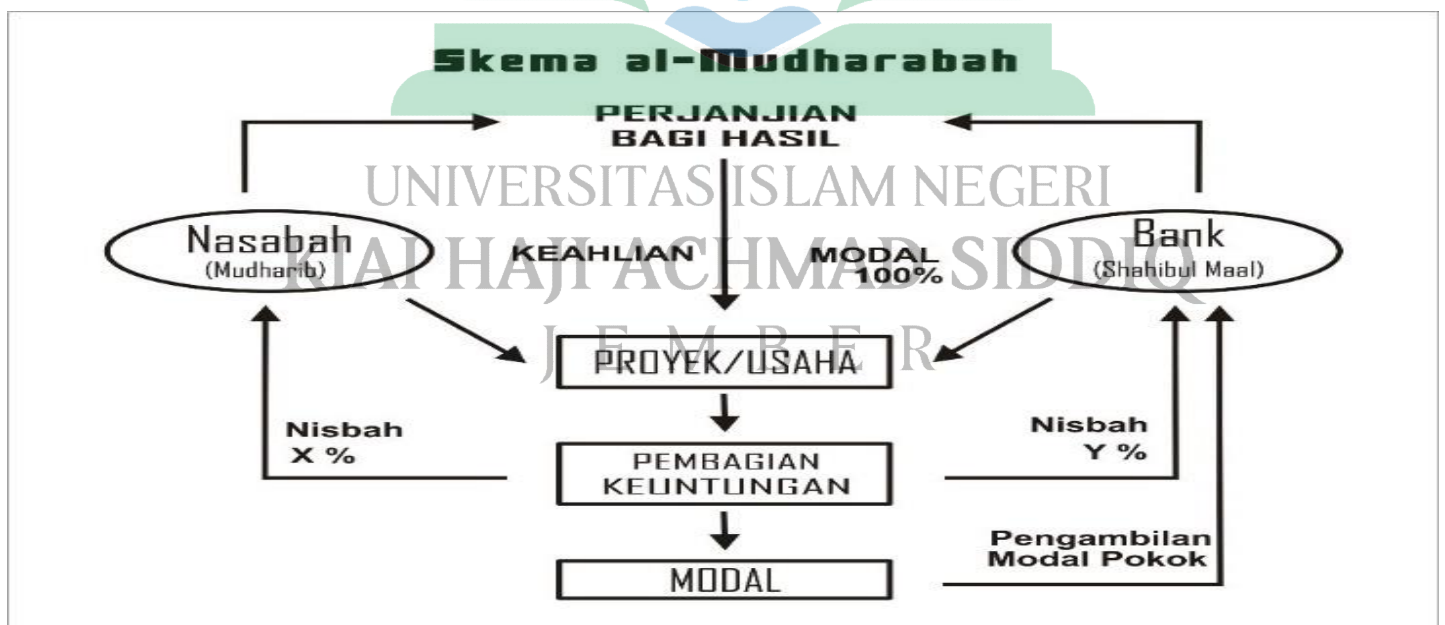 Skema al-Mudharabah
PERJANJIAN
BAGI HASIL
UNIVERSITAS ISLAM NEGERI
Nasabah
(Mudharib)
KEAHLIAN
MODAL
100%
Bank
(Shahibul Maal)
KIAI HAJI ACHMAD SIDDIQ
JEMBER
PROYEK/USAHA
Nisbah
X %
Nisbah
Y %
PEMBAGIAN
KEUNTUNGAN
Pengambilan
Modal Pokok
MODAL